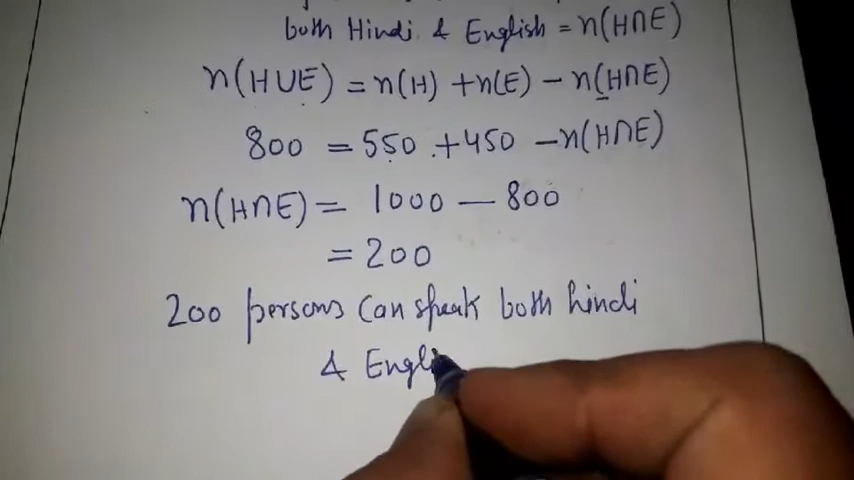 both Hindi & English = n(H∩E)
n(H∪E) = n(H) + n(E) - n(H∩E)
800 = 550 + 450 - n(H∩E)
n(H∩E) = 1000 - 800
= 200
200 persons can speak both hindi
& Engli